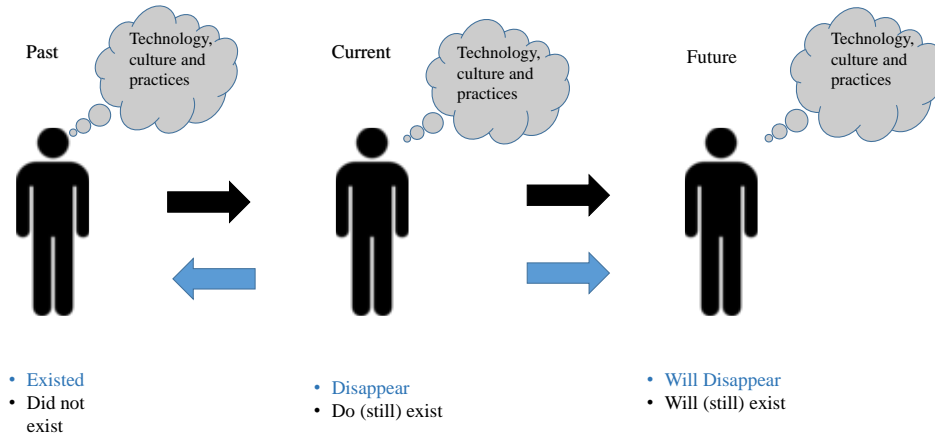 Past
Technology,
culture and
practices
Current
Technology,
culture and
practices
Future
Technology,
culture and
practices
• Existed
• Did not
exist
• Disappear
• Do (still) exist
• Will Disappear
• Will (still) exist